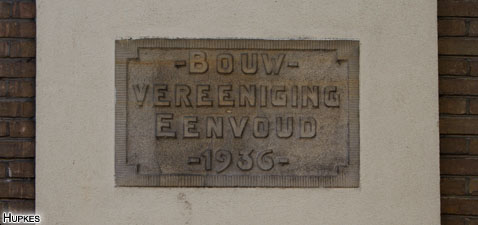 -BOUW-
VEREENIGING
EENVOUD
-1936-
HUPKES